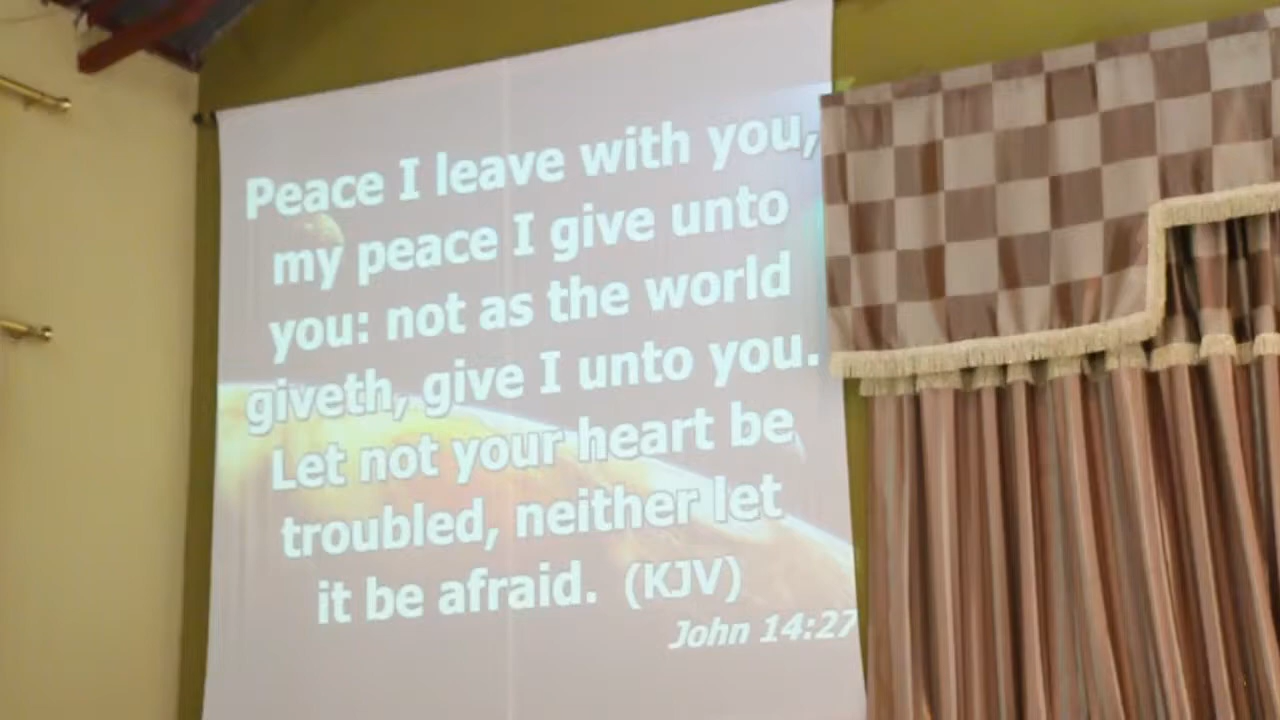 Peace I leave with you,
my peace I give unto
you: not as the world
giveth, give I unto you.
Let not your heart be
troubled, neither let
it be afraid. (KJV)
John 14:27